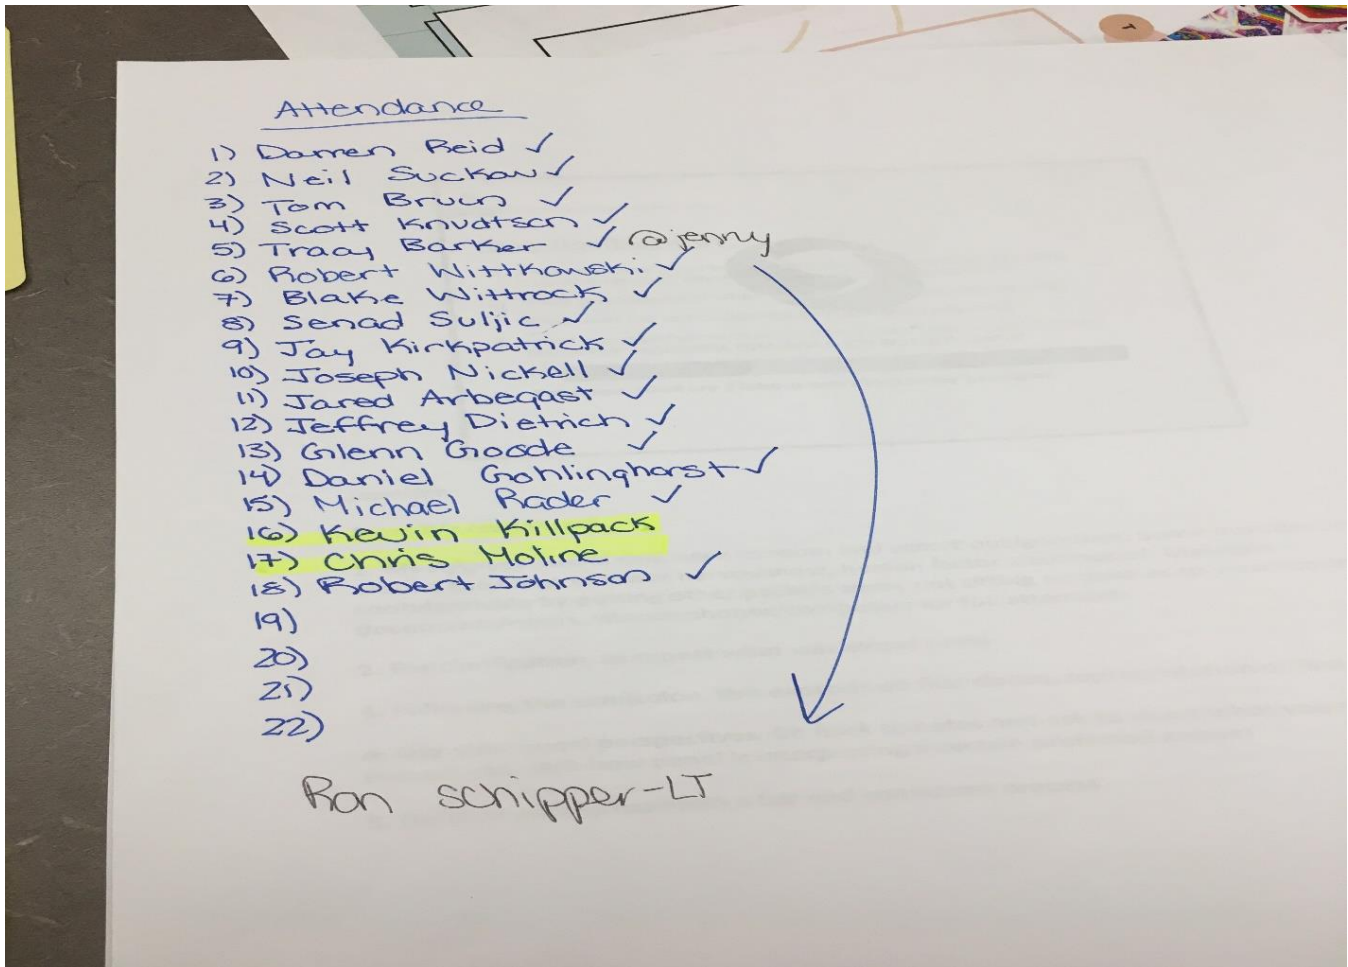 Attendance
1) Darren Reid ✓
2) Neil Suckow ✓
3) Tom Bruun ✓
4) Scott Knudtson ✓
5) Tracy Barker ✓ @jenny
6) Robert Wittkowski ✓
7) Blake Wittrock ✓
8) Senad Suljic ✓
9) Jay Kirkpatrick ✓
10) Joseph Nickell ✓
11) Jared Arbegast ✓
12) Jeffrey Dietrich ✓
13) Glenn Goode ✓
14) Daniel Gohlinghorst ✓
15) Michael Rader ✓
16) Kevin Killpack
17) Chris Moline
18) Robert Johnson ✓
19)
20)
21)
22)
Ron Schipper-LT